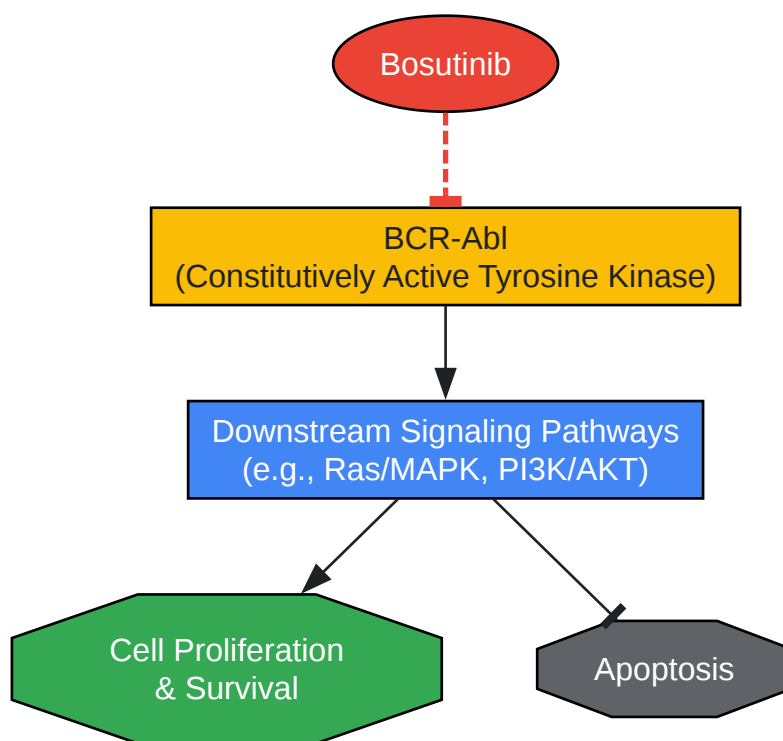 Bosutinib
BCR-Abl
(Constitutively Active Tyrosine Kinase)
Downstream Signaling Pathways
(e.g., Ras/MAPK, PI3K/AKT)
Cell Proliferation
& Survival
Apoptosis